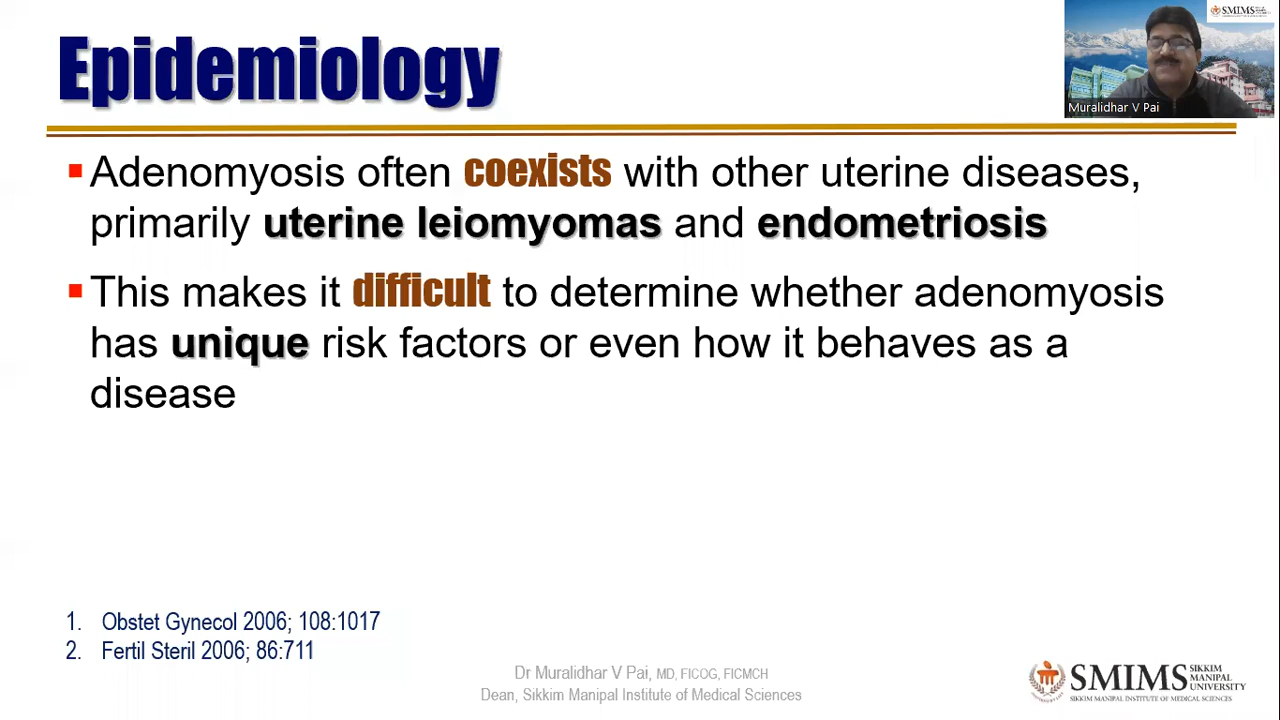 Epidemiology
SMIMS
Muralidhar V Pai
Adenomyosis often coexists with other uterine diseases,
primarily uterine leiomyomas and endometriosis
This makes it difficult to determine whether adenomyosis
has unique risk factors or even how it behaves as a
disease
1. Obstet Gynecol 2006; 108:1017
2. Fertil Steril 2006; 86:711
Dr Muralidhar V Pai, MD, FICOG, FICMCH
Dean, Sikkim Manipal Institute of Medical Sciences
SMIMS SIKKIM
MANIPAL
UNIVERSITY
SIKKIM MANIPAL INSTITUTE OF MEDICAL SCIENCES